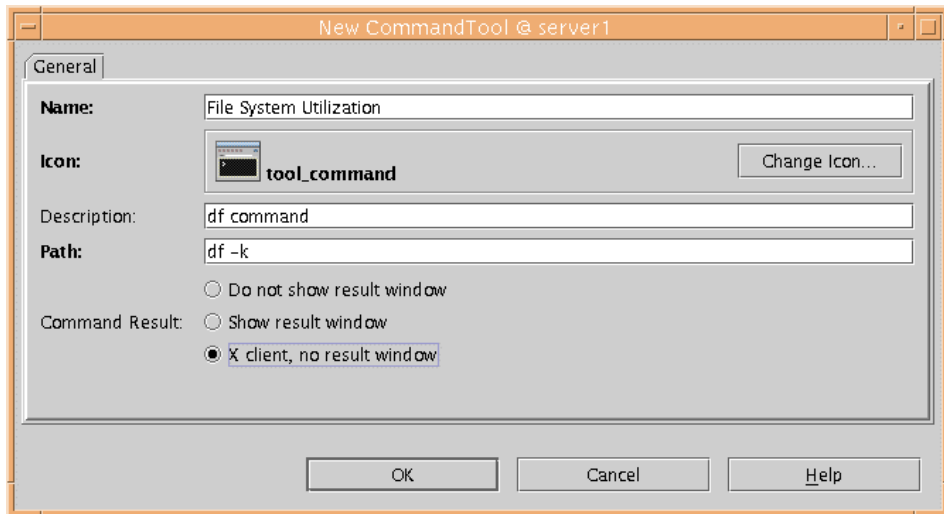 New CommandTool @ server1
General
Name: File System Utilization
Icon: tool_command Change Icon...
Description: df command
Path: df -k
Do not show result window
Command Result: Show result window
X client, no result window
OK Cancel Help